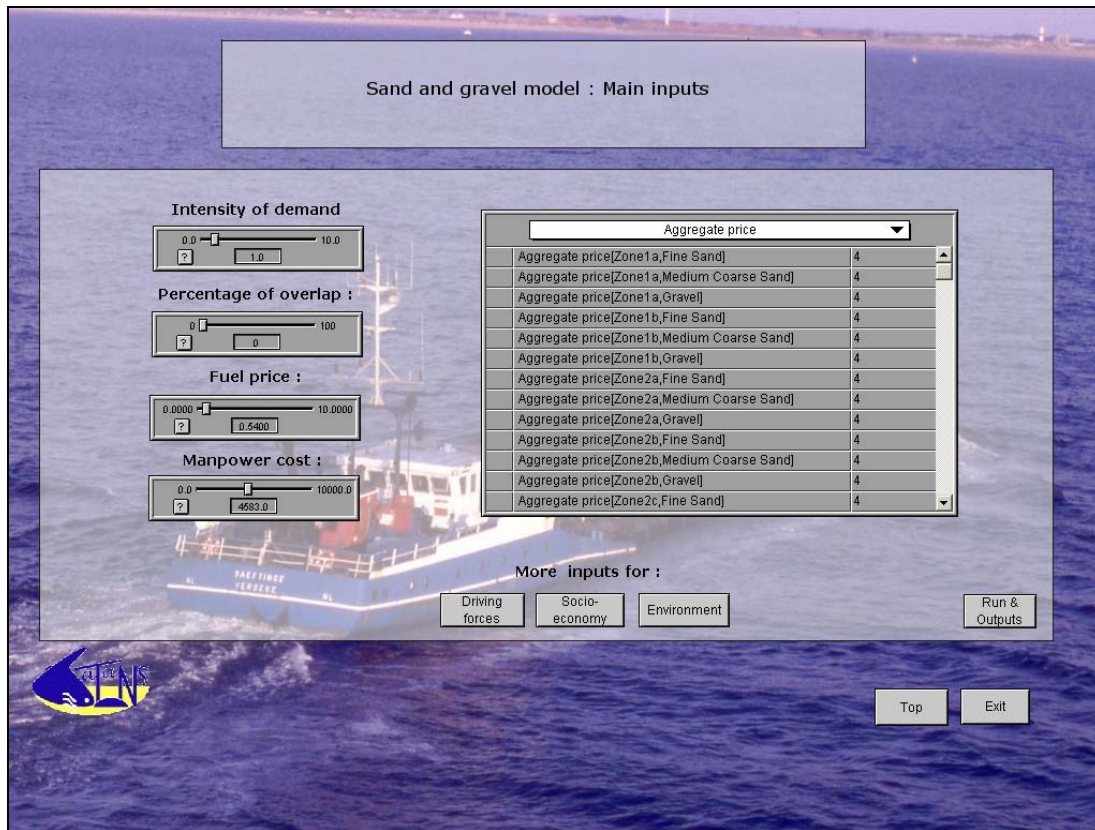 Sand and gravel model : Main inputs
Intensity of demand
0.0 10.0
? 1.0
Percentage of overlap :
0 100
? 0
Fuel price :
0.0000 10.0000
? 0.5400
Manpower cost :
0.0 10000.0
? 4583.0
Aggregate price
Aggregate price[Zone1a,Fine Sand] 4
Aggregate price[Zone1a,Medium Coarse Sand] 4
Aggregate price[Zone1a,Gravel] 4
Aggregate price[Zone1b,Fine Sand] 4
Aggregate price[Zone1b,Medium Coarse Sand] 4
Aggregate price[Zone1b,Gravel] 4
Aggregate price[Zone2a,Fine Sand] 4
Aggregate price[Zone2a,Medium Coarse Sand] 4
Aggregate price[Zone2a,Gravel] 4
Aggregate price[Zone2b,Fine Sand] 4
Aggregate price[Zone2b,Medium Coarse Sand] 4
Aggregate price[Zone2b,Gravel] 4
Aggregate price[Zone2c,Fine Sand] 4
SAEFTINGE
YERSEKE
NL
NL
More inputs for :
Driving
forces
Socio-
economy
Environment
Run &
Outputs
Top
Exit